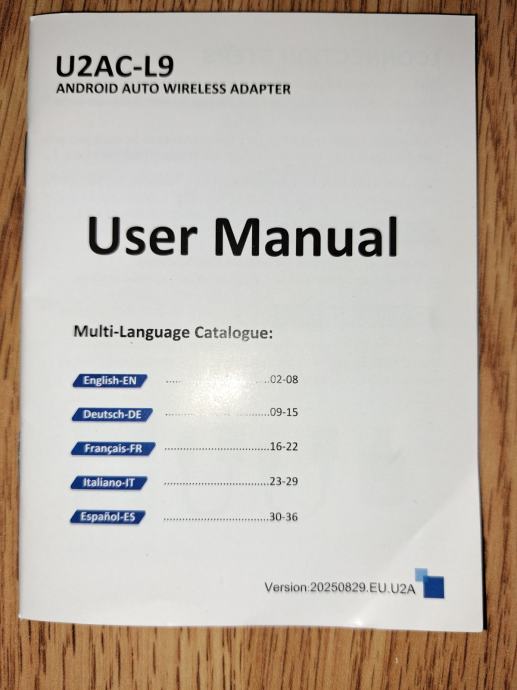 U2AC-L9
ANDROID AUTO WIRELESS ADAPTER
User Manual
Multi-Language Catalogue:
English-EN ..... ...02-08
Deutsch-DE ..... ...09-15
Français-FR ..............................16-22
Italiano-IT ..............................23-29
Español-ES ..............................30-36
Version:20250829.EU.U2A